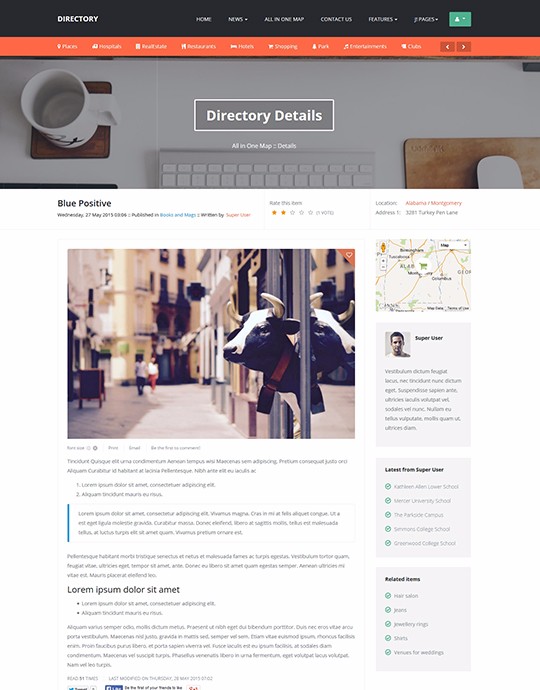 DIRECTORY
HOME NEWS ALL IN ONE MAP CONTACT US FEATURES J! PAGES
Places Hospitals RealEstate Restaurants Hotels Shopping Park Entertainments Clubs
Directory Details
All in One Map :: Details
Blue Positive
Wednesday, 27 May 2015 03:06 :: Published in Books and Mags :: Written by Super User
Rate this item
(1 VOTE)
Location: Alabama / Montgomery
Address 1: 3281 Turkey Pen Lane
Map
Birmingham
ALAB
Montgomery
GEOR
Map Data Terms of Use
font size Print Email Be the first to comment!
Tincidunt Quisque elit urna condimentum Aenean tempus wisi Maecenas sem adipiscing. Pretium consequat justo orci
Aliquam Curabitur id habitant at lacinia Pellentesque. Nibh ante elit eu iaculis ac
1. Lorem ipsum dolor sit amet, consectetuer adipiscing elit.
2. Aliquam tincidunt mauris eu risus.
Lorem ipsum dolor sit amet, consectetur adipiscing elit. Vivamus magna. Cras in mi at felis aliquet congue. Ut a
est eget ligula molestie gravida. Curabitur massa. Donec eleifend, libero at sagittis mollis, tellus est malesuada
tellus, at luctus turpis elit sit amet quam. Vivamus pretium ornare est.
Pellentesque habitant morbi tristique senectus et netus et malesuada fames ac turpis egestas. Vestibulum tortor quam,
feugiat vitae, ultricies eget, tempor sit amet, ante. Donec eu libero sit amet quam egestas semper. Aenean ultricies mi
vitae est. Mauris placerat eleifend leo.
Lorem ipsum dolor sit amet
Lorem ipsum dolor sit amet, consectetuer adipiscing elit.
Aliquam tincidunt mauris eu risus.
Aliquam varius semper odio, mollis dictum metus. Praesent ut nibh eget dui bibendum porttitor. Duis nec eros vitae arcu
porta vestibulum. Maecenas tincidunt justo, gravida in mattis sed, semper vel sem. Etiam vitae euismod ipsum, rhoncus facilisis
enim. Proin faucibus purus libero, et porta sapien viverra vel. Fusce iaculis est eu ipsum facilisis, at sodales diam
condimentum. Maecenas vel suscipit turpis. Phasellus venenatis libero in urna fermentum, eget volutpat lacus volutpat.
Nam vel leo turpis.
READ 51 TIMES LAST MODIFIED ON THURSDAY, 28 MAY 2015 07:02
Tweet Like Be the first of your friends to like
Super User
Vestibulum dictum feugiat
lacus, nec tincidunt nunc dictum
eget. Suspendisse sapien ante,
ultricies iaculis volutpat vel,
sodales vel nunc. Nullam eu
tellus vulputate, mollis quam ut,
ultrices diam.
Latest from Super User
Kathleen Allen Lower School
Mercer University School
The Parkside Campus
Simmons College School
Greenwood College School
Related items
Hair salon
Jeans
Jewellery rings
Shirts
Venues for weddings